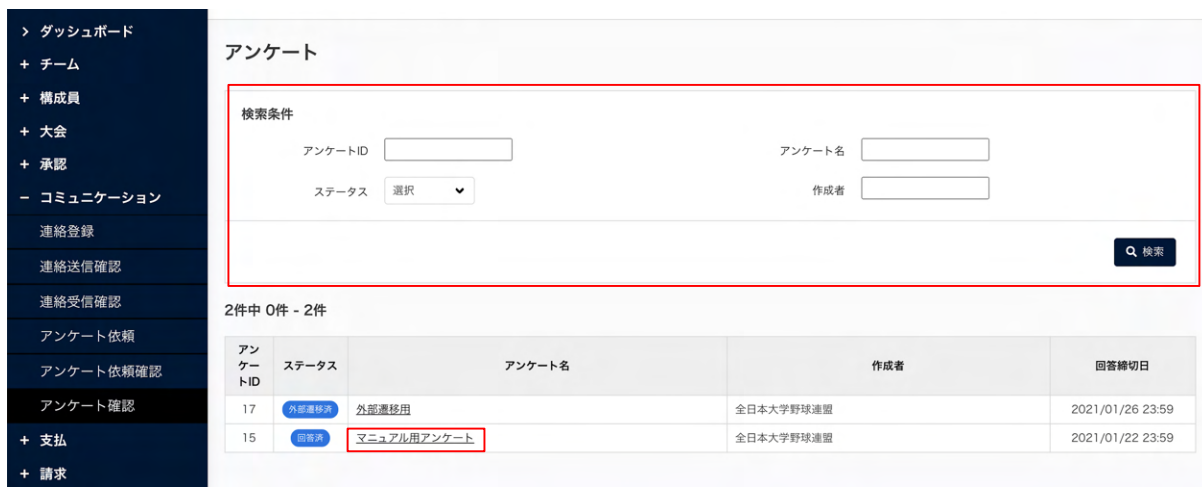 > ダッシュボード
+ チーム
+ 構成員
+ 大会
+ 承認
− コミュニケーション
連絡登録
連絡送信確認
連絡受信確認
アンケート依頼
アンケート依頼確認
アンケート確認
+ 支払
+ 請求
アンケート
検索条件
アンケートID
アンケート名
ステータス 選択
作成者
検索
2件中 0件 - 2件
アン
ケー
トID
ステータス
アンケート名
作成者
回答締切日
17 外部遷移済 外部遷移用 全日本大学野球連盟 2021/01/26 23:59
15 回答済 マニュアル用アンケート 全日本大学野球連盟 2021/01/22 23:59